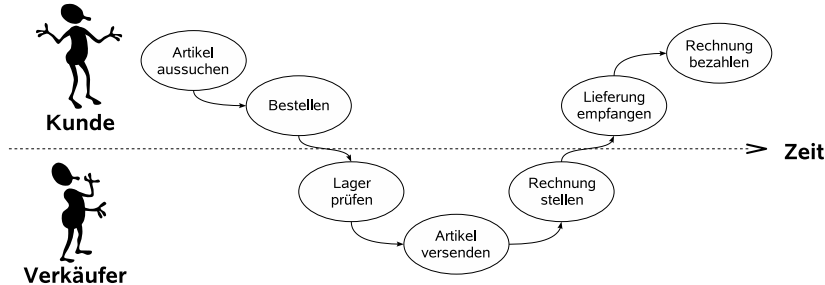 Artikel
aussuchen
Bestellen
Lieferung
empfangen
Rechnung
bezahlen
Kunde
Zeit
Lager
prüfen
Artikel
versenden
Rechnung
stellen
Verkäufer